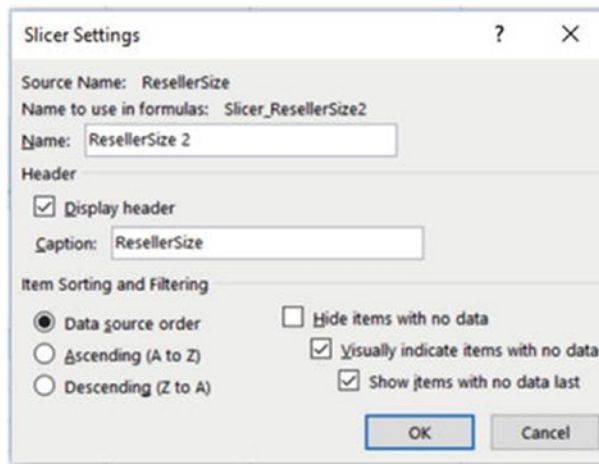 Slicer Settings ?
Source Name: ResellerSize
Name to use in formulas: Slicer_ResellerSize2
Name: ResellerSize 2
Header
Display header
Caption: ResellerSize
Item Sorting and Filtering
Data source order
Ascending (A to Z)
Descending (Z to A)
Hide items with no data
Visually indicate items with no data
Show items with no data last
OK Cancel